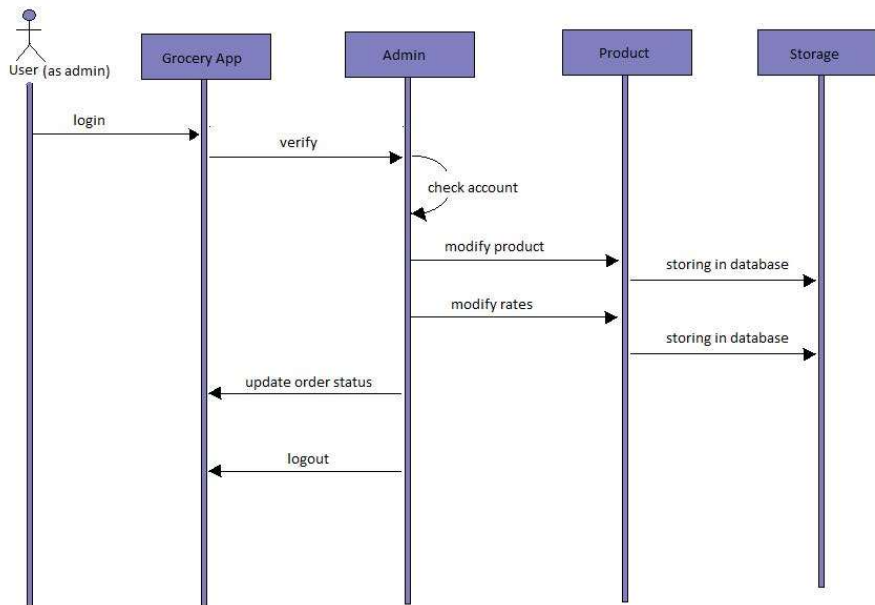 User (as admin)
Grocery App
Admin
Product
Storage
login
verify
check account
modify product
storing in database
modify rates
storing in database
update order status
logout